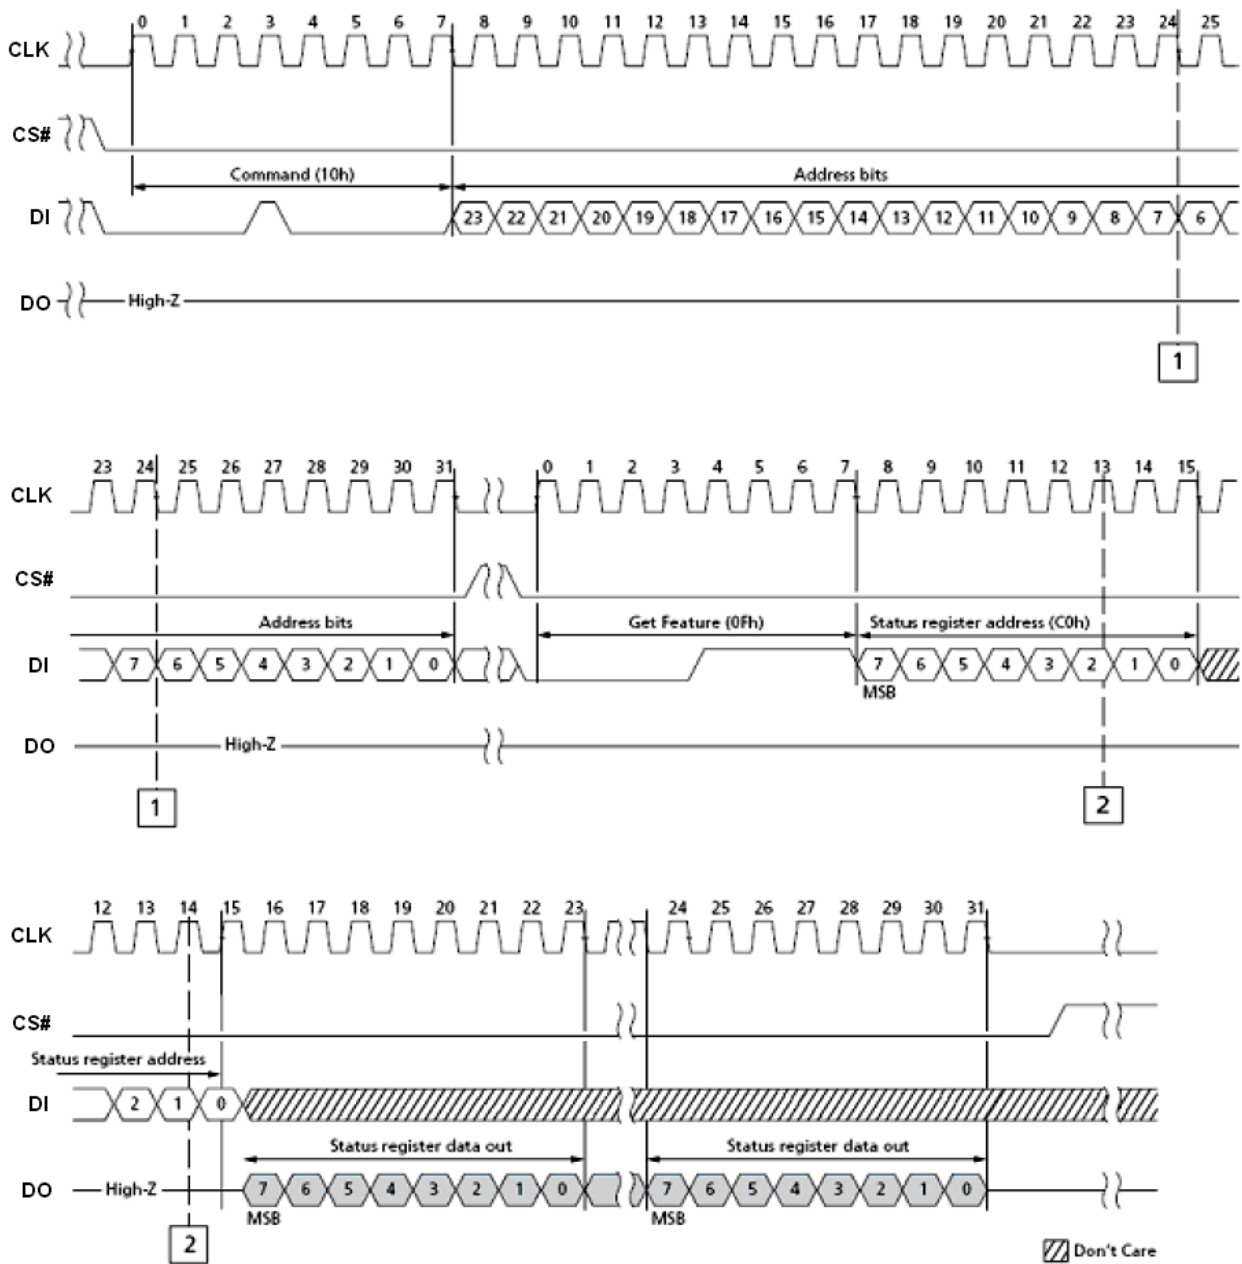 0 1 2 3 4 5 6 7 8 9 10 11 12 13 14 15 16 17 18 19 20 21 22 23 24 25
CLK
CS#
Command (10h) Address bits
DI 23 22 21 20 19 18 17 16 15 14 13 12 11 10 9 8 7 6
DO High-Z
1
23 24 25 26 27 28 29 30 31 0 1 2 3 4 5 6 7 8 9 10 11 12 13 14 15
CLK
CS#
Address bits Get Feature (0Fh) Status register address (C0h)
DI 7 6 5 4 3 2 1 0 7 6 5 4 3 2 1 0
MSB
DO High-Z
1 2
12 13 14 15 16 17 18 19 20 21 22 23 24 25 26 27 28 29 30 31
CLK
CS#
Status register address
DI 2 1 0
Status register data out Status register data out
DO High-Z 7 6 5 4 3 2 1 0 7 6 5 4 3 2 1 0
MSB MSB
2
Don't Care